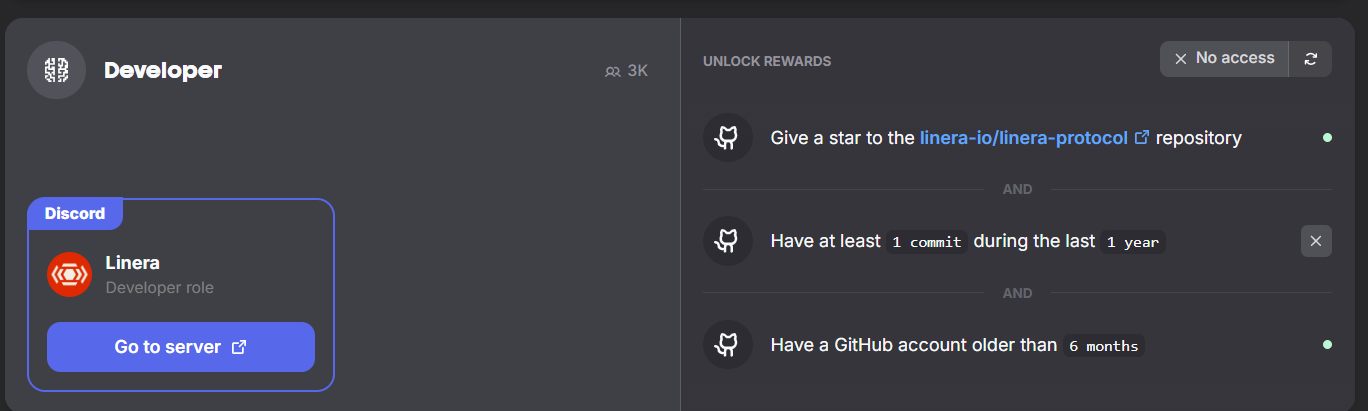 Developer
3K
Discord
Linera
Developer role
Go to server
UNLOCK REWARDS
No access
Give a star to the linera-io/linera-protocol repository
AND
Have at least 1 commit during the last 1 year
AND
Have a GitHub account older than 6 months